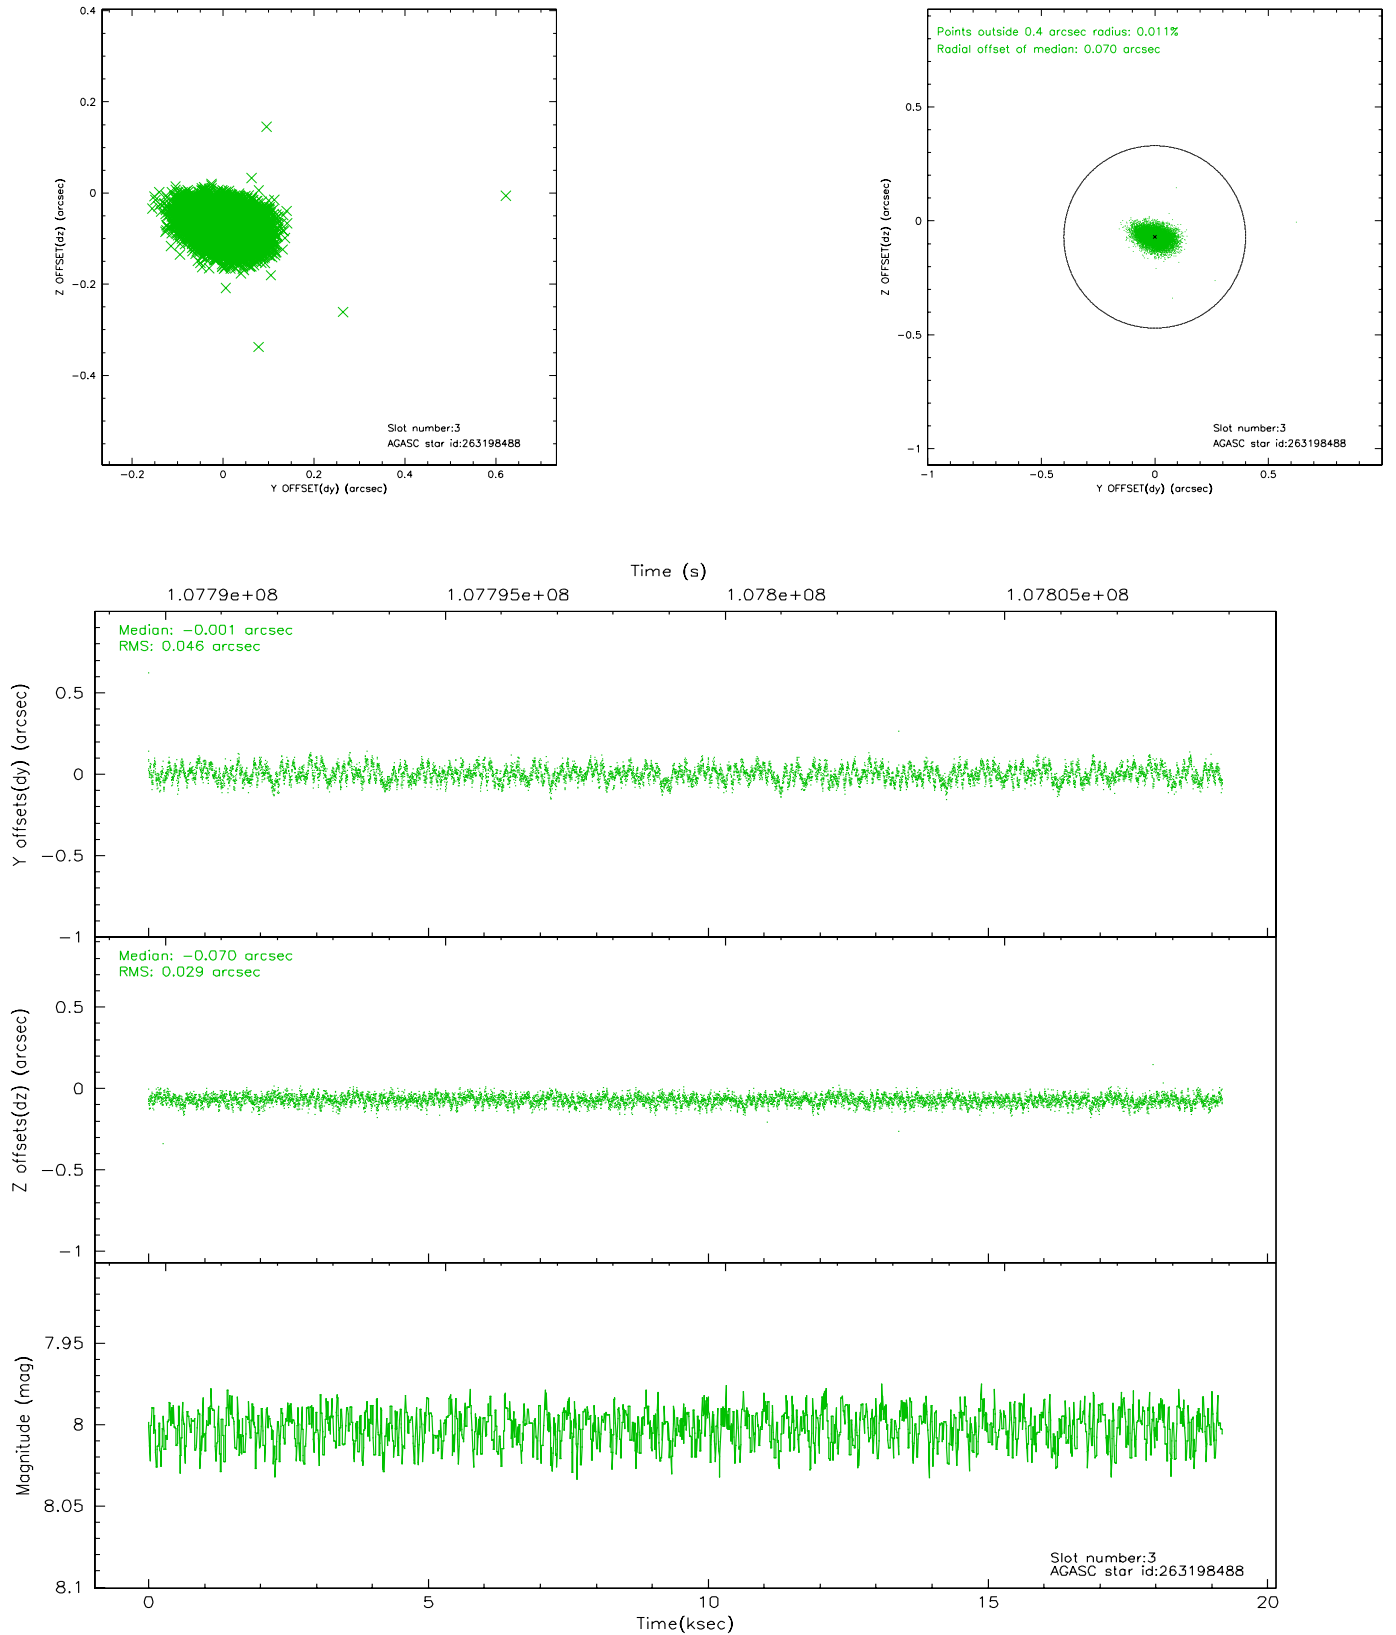 0.4
0.2
0
-0.2
-0.4
Z OFFSET(dz) (arcsec)
Slot number:3
AGASC star id:263198488
-0.2 0 0.2 0.4 0.6
Y OFFSET(dy) (arcsec)
Points outside 0.4 arcsec radius: 0.011%
Radial offset of median: 0.070 arcsec
0.5
0
-0.5
-1
Z OFFSET(dz) (arcsec)
Slot number:3
AGASC star id:263198488
-1 -0.5 0 0.5
Y OFFSET(dy) (arcsec)
Time (s)
1.0779e+08 1.07795e+08 1.078e+08 1.07805e+08
Median: -0.001 arcsec
RMS: 0.046 arcsec
0.5
0
-0.5
-1
Y offsets(dy) (arcsec)
Median: -0.070 arcsec
RMS: 0.029 arcsec
0.5
0
-0.5
-1
Z offsets(dz) (arcsec)
7.95
8
8.05
8.1
Magnitude (mag)
Slot number:3
AGASC star id:263198488
0 5 10 15 20
Time(ksec)